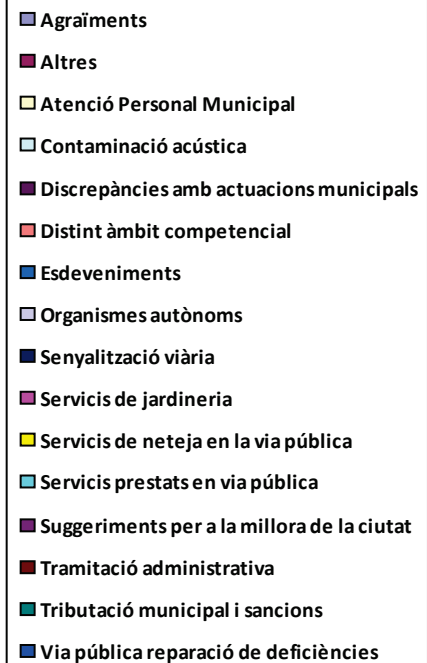 Agraïments
Altres
Atenció Personal Municipal
Contaminació acústica
Discrepàncies amb actuacions municipals
Distint àmbit competencial
Esdeveniments
Organismes autònoms
Senyalització viària
Servicis de jardineria
Servicis de neteja en la via pública
Servicis prestats en via pública
Suggeriments per a la millora de la ciutat
Tramitació administrativa
Tributació municipal i sancions
Via pública reparació de deficiències